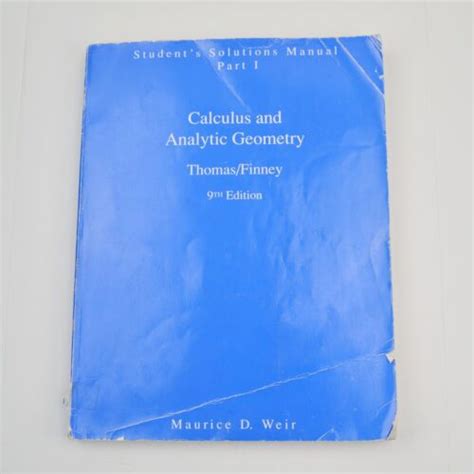 Student's Solutions Manual
Part I
Calculus and
Analytic Geometry
Thomas/Finney
9TH Edition
Maurice D. Weir